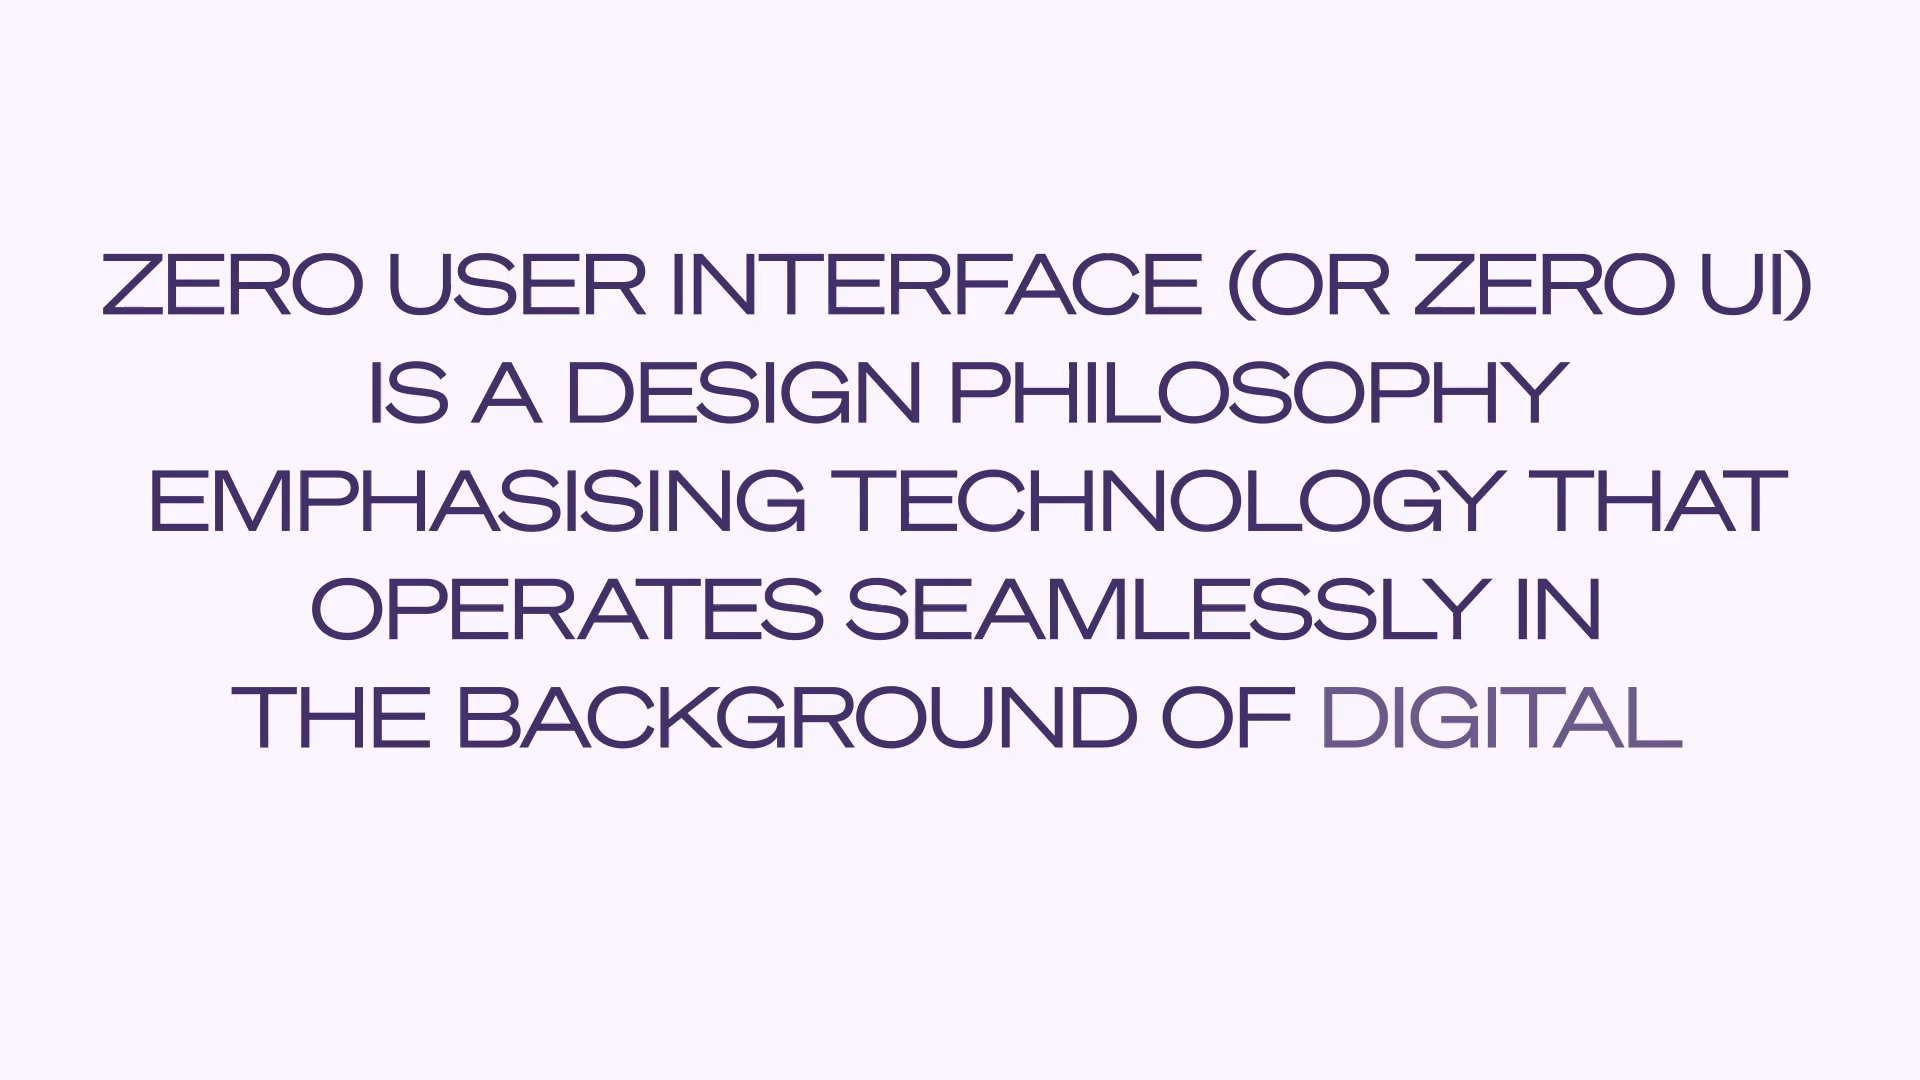 ZERO USER INTERFACE (OR ZERO UI)
IS A DESIGN PHILOSOPHY
EMPHASISING TECHNOLOGY THAT
OPERATES SEAMLESSLY IN
THE BACKGROUND OF DIGITAL